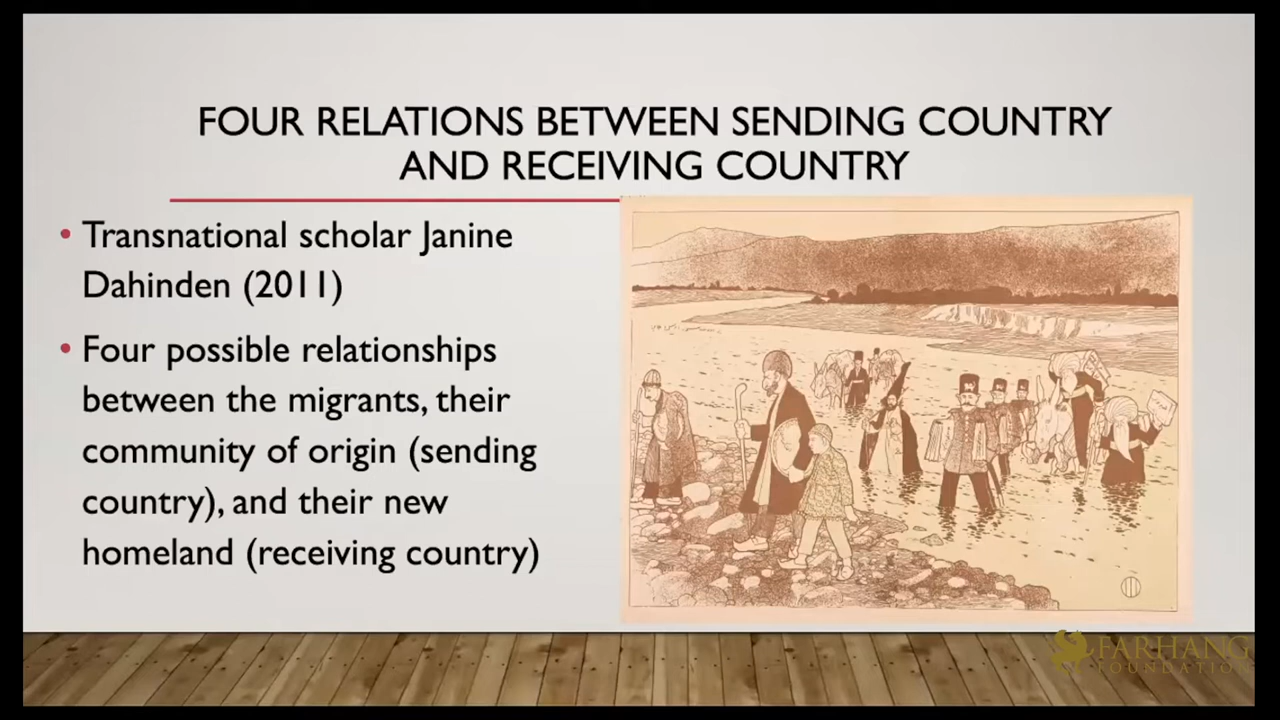 FOUR RELATIONS BETWEEN SENDING COUNTRY
AND RECEIVING COUNTRY
• Transnational scholar Janine
Dahinden (2011)
• Four possible relationships
between the migrants, their
community of origin (sending
country), and their new
homeland (receiving country)
FARHANG
FOUNDATION